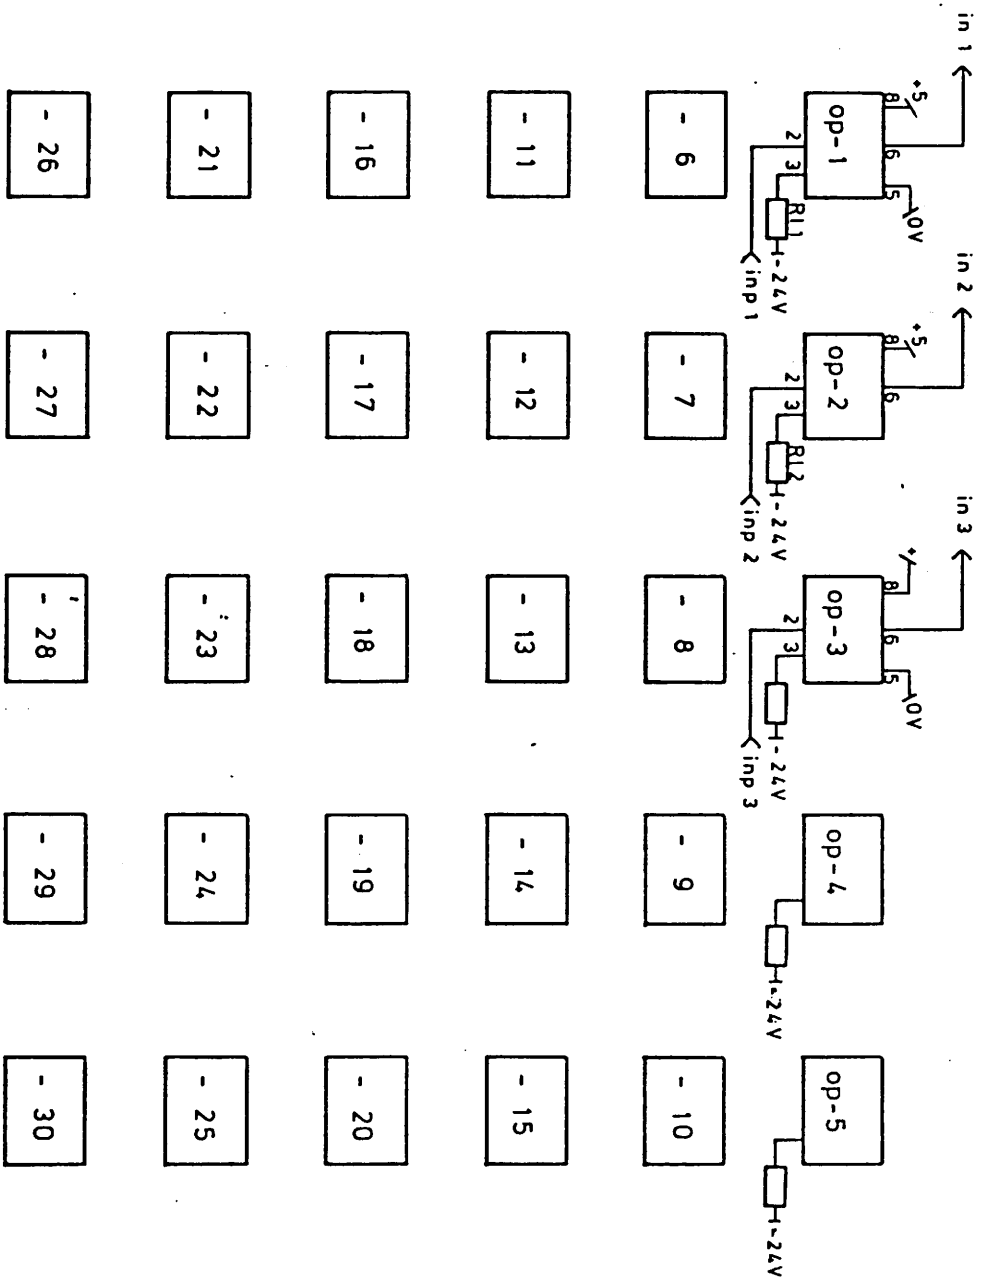 in 1
in 2
in 3
+5
8
6
5
0V
+5
8
6
+
8
6
5
0V
op-1
op-2
op-3
op-4
op-5
2
3
RL1
-24V
inp 1
2
3
RL2
-24V
inp 2
2
3
-24V
inp 3
-24V
-24V
- 6
- 7
- 8
- 9
- 10
- 11
- 12
- 13
- 14
- 15
- 16
- 17
- 18
- 19
- 20
- 21
- 22
- 23
- 24
- 25
- 26
- 27
- 28
- 29
- 30